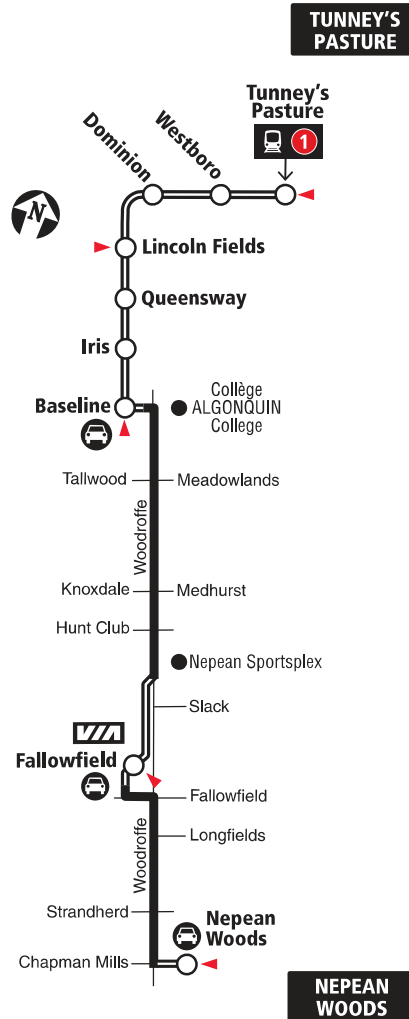 TUNNEY'S
PASTURE
Tunney's
Pasture
1
Westboro
Dominion
N
Lincoln Fields
Queensway
Iris
Baseline
Collège
ALGONQUIN
College
Tallwood
Meadowlands
Woodroffe
Knoxdale
Medhurst
Hunt Club
Nepean Sportsplex
Slack
VIA
Fallowfield
Fallowfield
Longfields
Woodroffe
Strandherd
Nepean
Woods
Chapman Mills
NEPEAN
WOODS